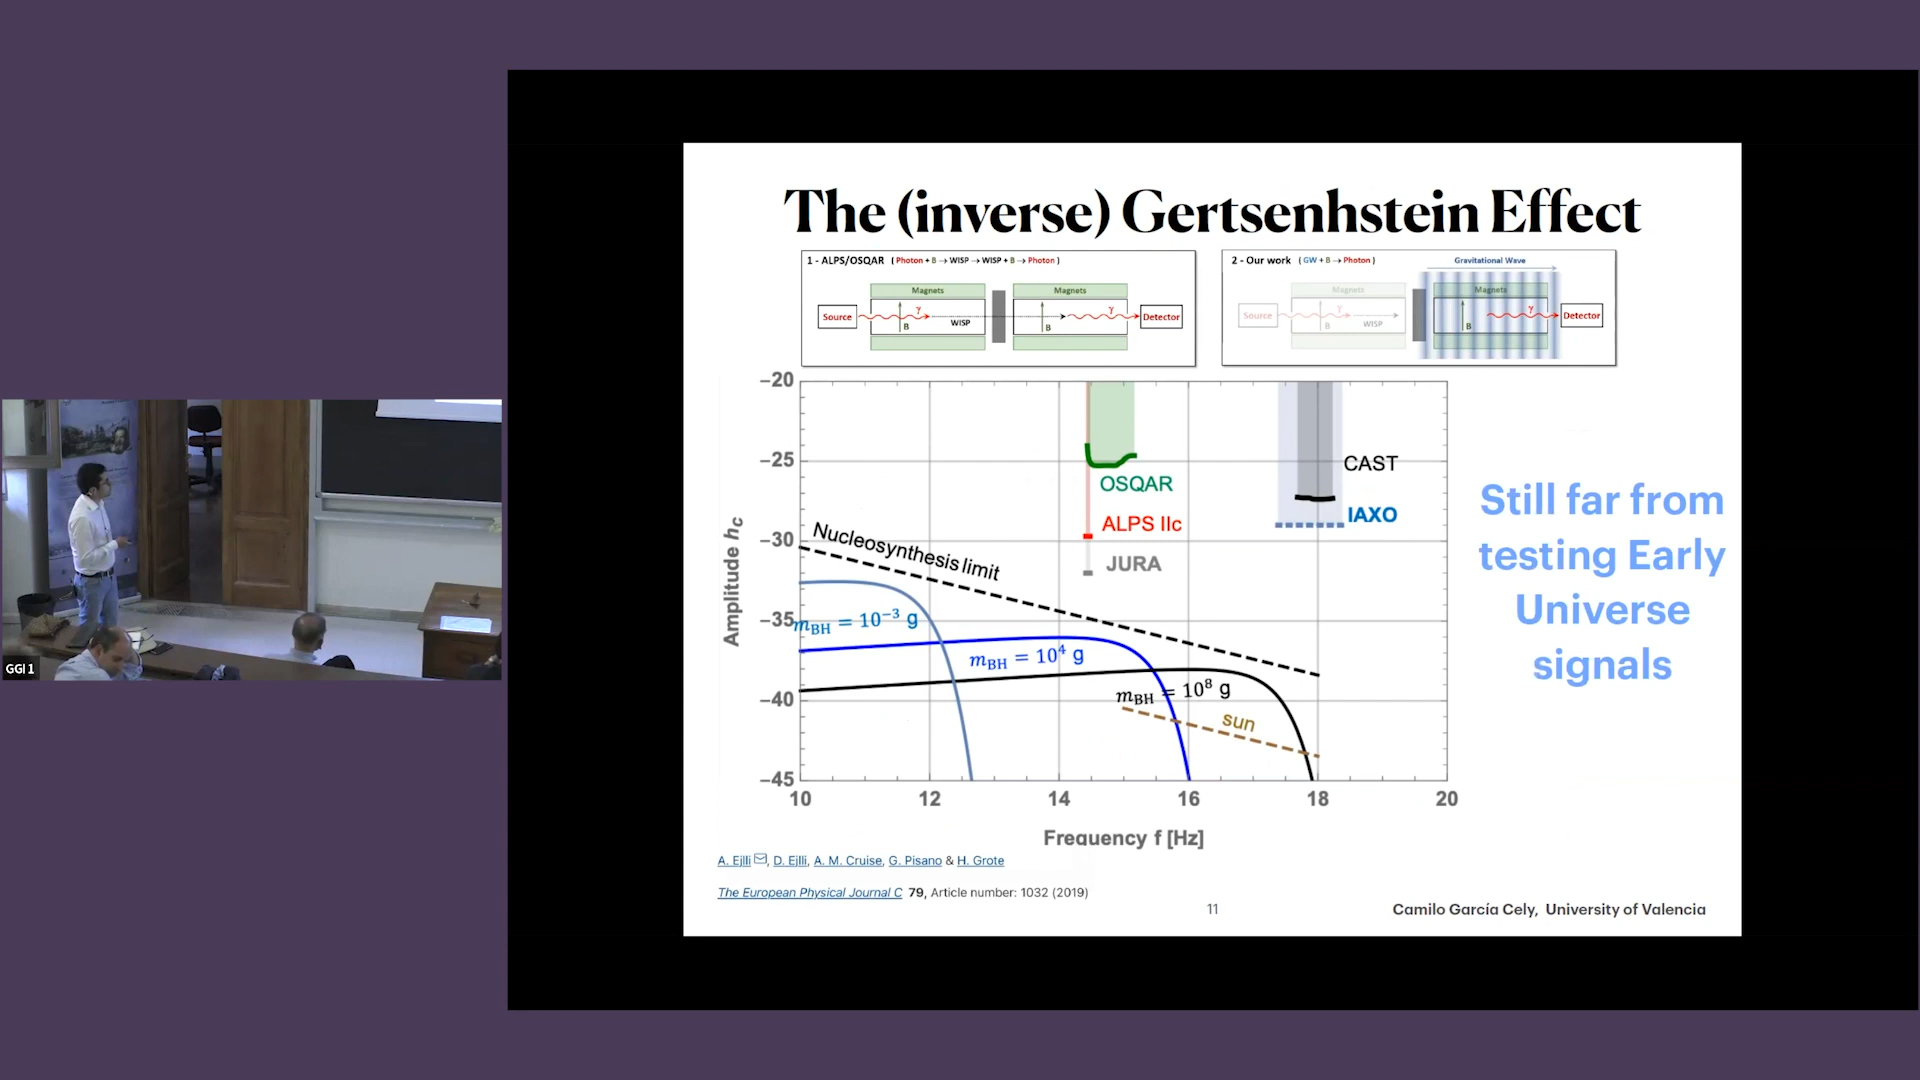 The (inverse) Gertsenhstein Effect
1 - ALPS/OSQAR ( Photon + B → WISP → WISP + B → Photon )
Magnets
Magnets
Source
γ
B
WISP
B
γ
Detector
2 - Our work ( GW + B → Photon )
Gravitational Wave
Magnets
Magnets
Source
γ
B
WISP
B
γ
Detector
−20
−25
−30
−35
−40
−45
Amplitude hc
10
12
14
16
18
20
Frequency f [Hz]
OSQAR
ALPS IIc
JURA
CAST
IAXO
Nucleosynthesis limit
mBH = 10⁻³ g
mBH = 10⁴ g
mBH = 10⁸ g
sun
Still far from
testing Early
Universe
signals
A. Ejlli, D. Ejlli, A. M. Cruise, G. Pisano & H. Grote
The European Physical Journal C 79, Article number: 1032 (2019)
11
Camilo García Cely, University of Valencia
GGI 1